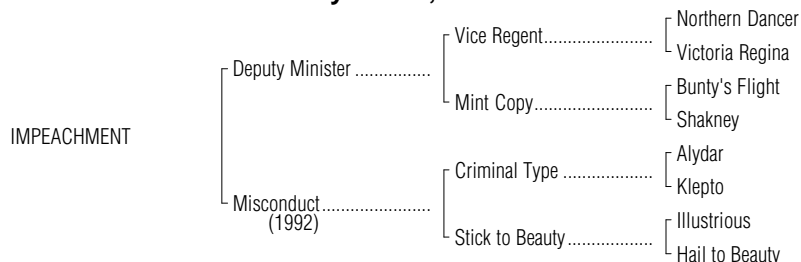 Northern Dancer
Vice Regent........................
Victoria Regina
Deputy Minister ................
Bunty's Flight
Mint Copy..........................
Shakney
IMPEACHMENT
Alydar
Criminal Type ....................
Klepto
Misconduct.......................
(1992)
Illustrious
Stick to Beauty..................
Hail to Beauty